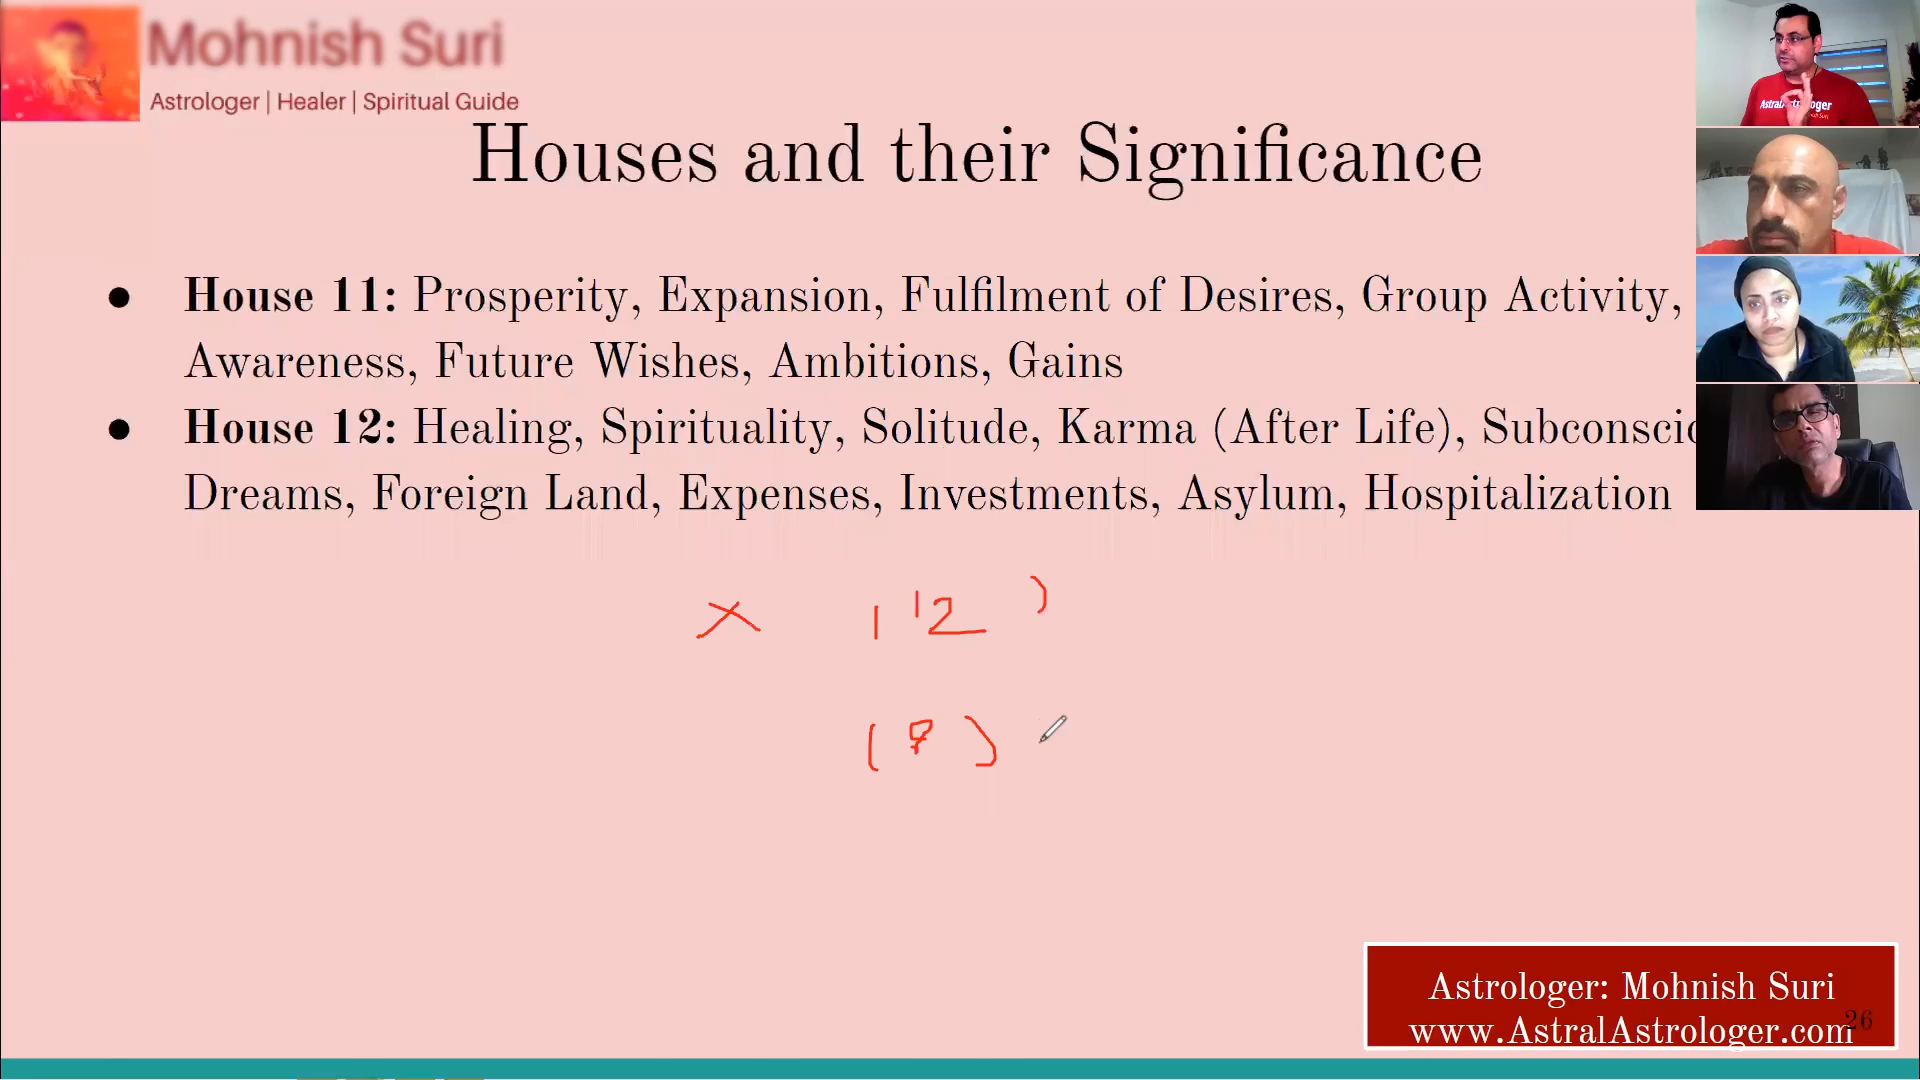 Mohnish Suri
Astrologer | Healer | Spiritual Guide
Houses and their Significance
● House 11: Prosperity, Expansion, Fulfilment of Desires, Group Activity,
Awareness, Future Wishes, Ambitions, Gains
● House 12: Healing, Spirituality, Solitude, Karma (After Life), Subconscio
Dreams, Foreign Land, Expenses, Investments, Asylum, Hospitalization
X 12 )
( )
Astrologer: Mohnish Suri
www.AstralAstrologer.com
26